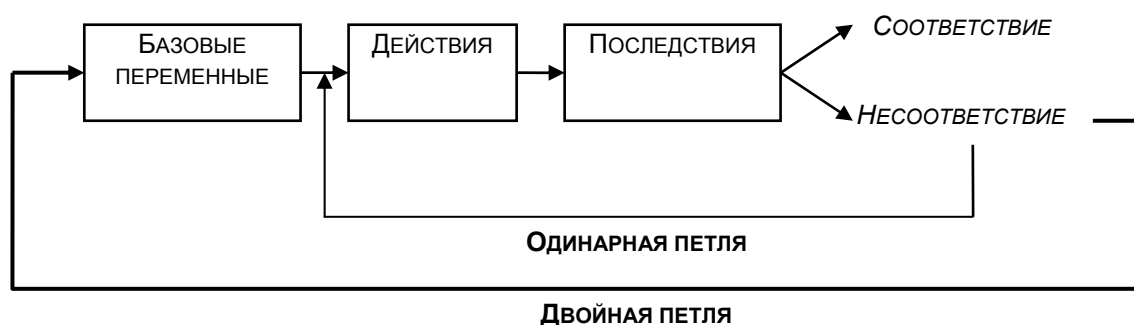 СООТВЕТСТВИЕ
БАЗОВЫЕ
ПЕРЕМЕННЫЕ
ДЕЙСТВИЯ
ПОСЛЕДСТВИЯ
НЕСООТВЕТСТВИЕ
ОДИНАРНАЯ ПЕТЛЯ
ДВОЙНАЯ ПЕТЛЯ